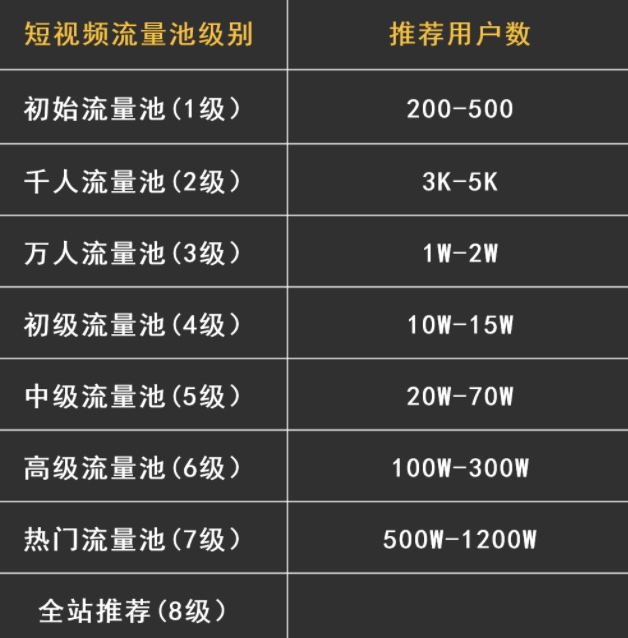 短视频流量池级别 推荐用户数
初始流量池(1级) 200-500
千人流量池(2级) 3K-5K
万人流量池(3级) 1W-2W
初级流量池(4级) 10W-15W
中级流量池(5级) 20W-70W
高级流量池(6级) 100W-300W
热门流量池(7级) 500W-1200W
全站推荐(8级)